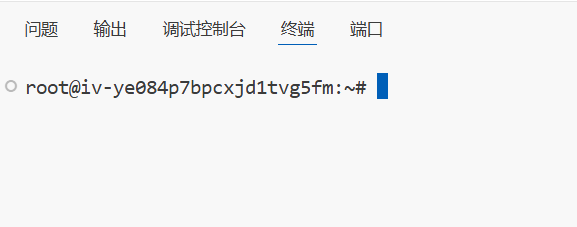 问题 输出 调试控制台 终端 端口
root@iv-ye084p7bpcxjd1tvg5fm:~#